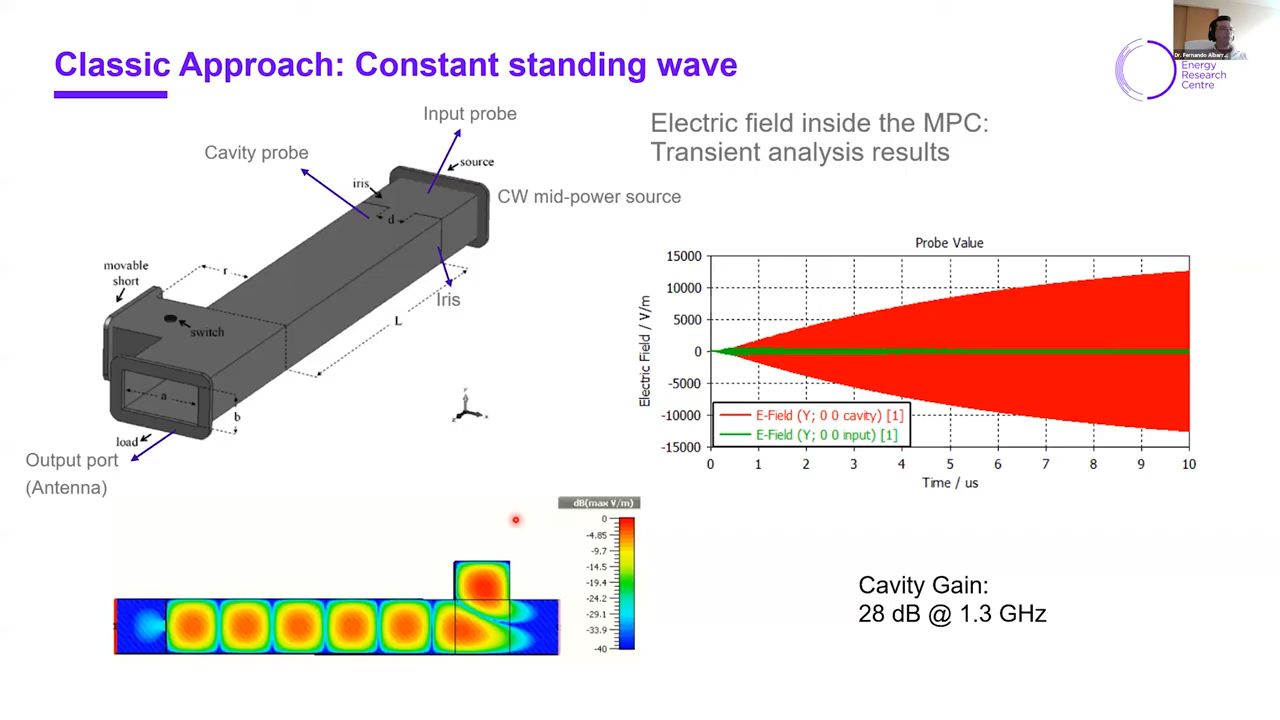 Classic Approach: Constant standing wave
Energy
Research
Centre
Input probe
Cavity probe
source
iris
CW mid-power source
d
movable
short
r
Iris
switch
L
a
b
load
Output port
(Antenna)
Electric field inside the MPC:
Transient analysis results
Probe Value
Electric Field / V/m
15000
10000
5000
0
-5000
-10000
-15000
E-Field (Y; 0 0 cavity) [1]
E-Field (Y; 0 0 input) [1]
0 1 2 3 4 5 6 7 8 9 10
Time / us
dB(max V/m)
0
-4.85
-9.7
-14.5
-19.4
-24.2
-29.1
-33.9
-40
Cavity Gain:
28 dB @ 1.3 GHz